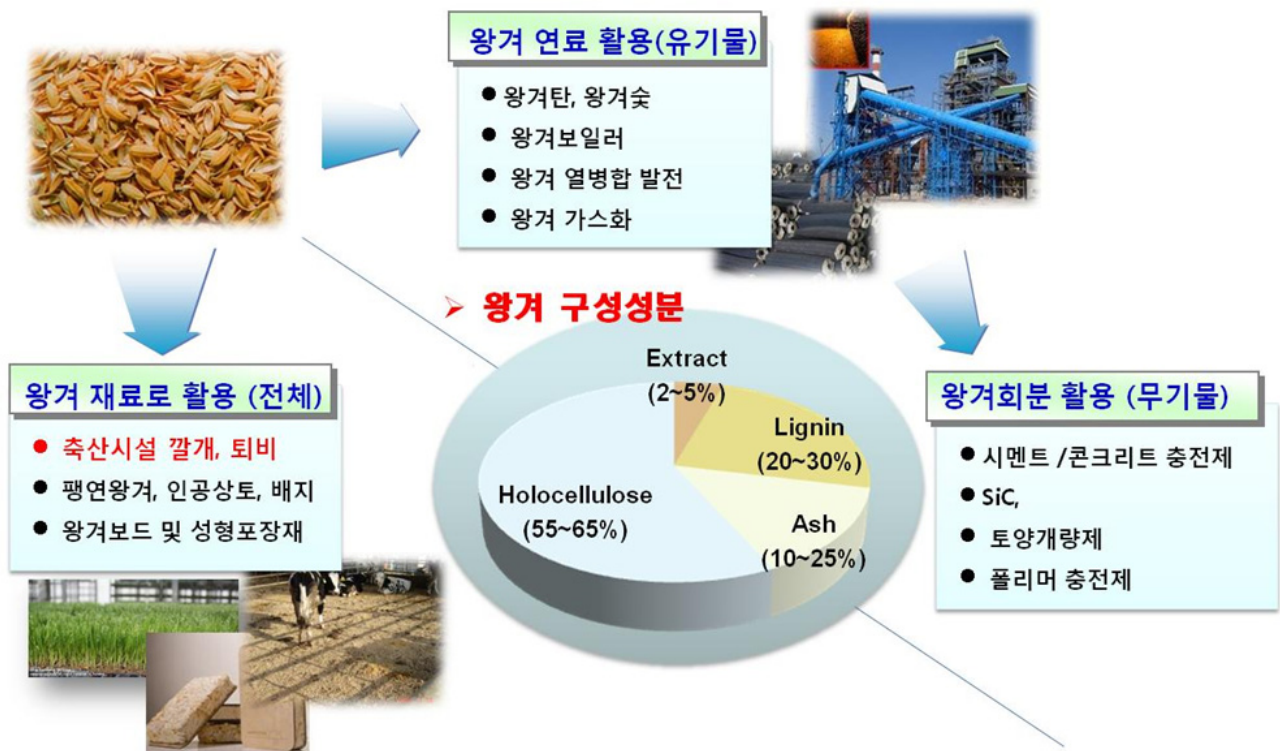 왕겨 연료 활용(유기물)
왕겨탄, 왕겨숯
왕겨보일러
왕겨 열병합 발전
왕겨 가스화
왕겨 구성성분
Extract
(2~5%)
Lignin
(20~30%)
Holocellulose
(55~65%)
Ash
(10~25%)
왕겨 재료로 활용 (전체)
축산시설 깔개, 퇴비
팽연왕겨, 인공상토, 배지
왕겨보드 및 성형포장재
왕겨회분 활용 (무기물)
시멘트 /콘크리트 충전제
SiC,
토양개량제
폴리머 충전제